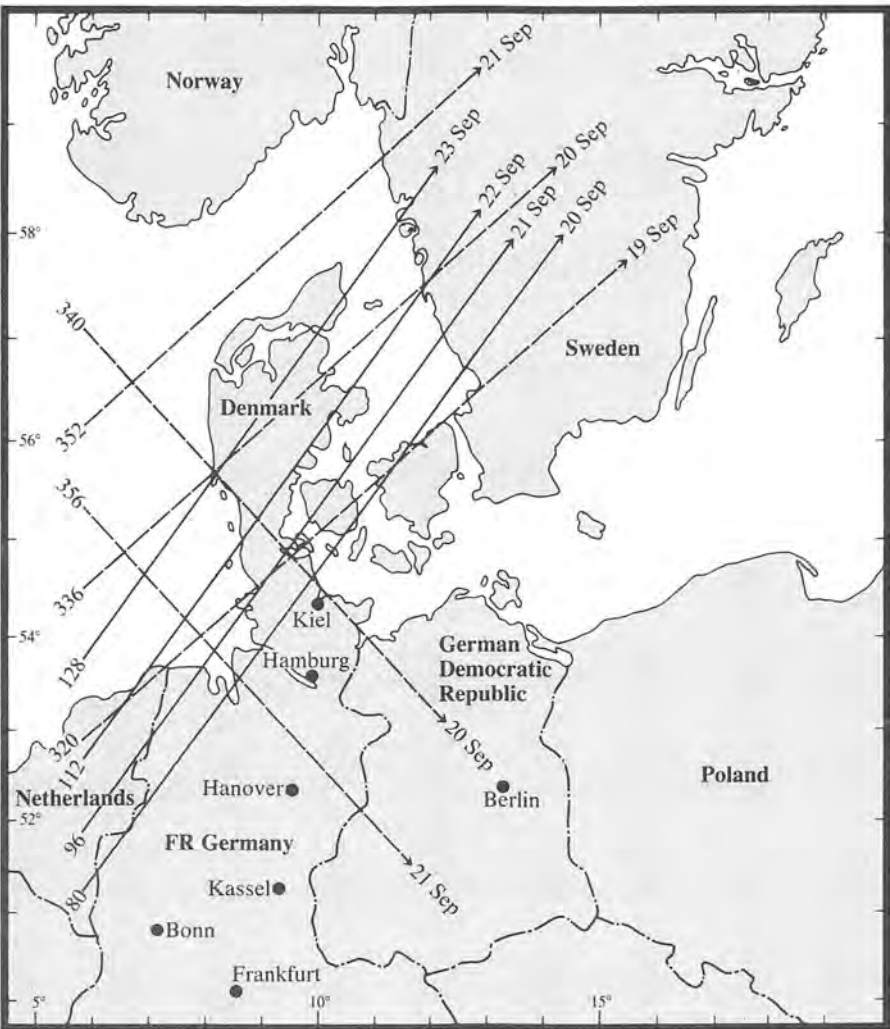 Norway
21 Sep
23 Sep
22 Sep
20 Sep
21 Sep
20 Sep
19 Sep
58°
340
Sweden
Denmark
352
56°
356
336
54°
Kiel
128
Hamburg
German
Democratic
Republic
320
112
20 Sep
Netherlands
Hanover
Berlin
Poland
52°
96
FR Germany
80
Kassel
21 Sep
Bonn
Frankfurt
5°
10°
15°